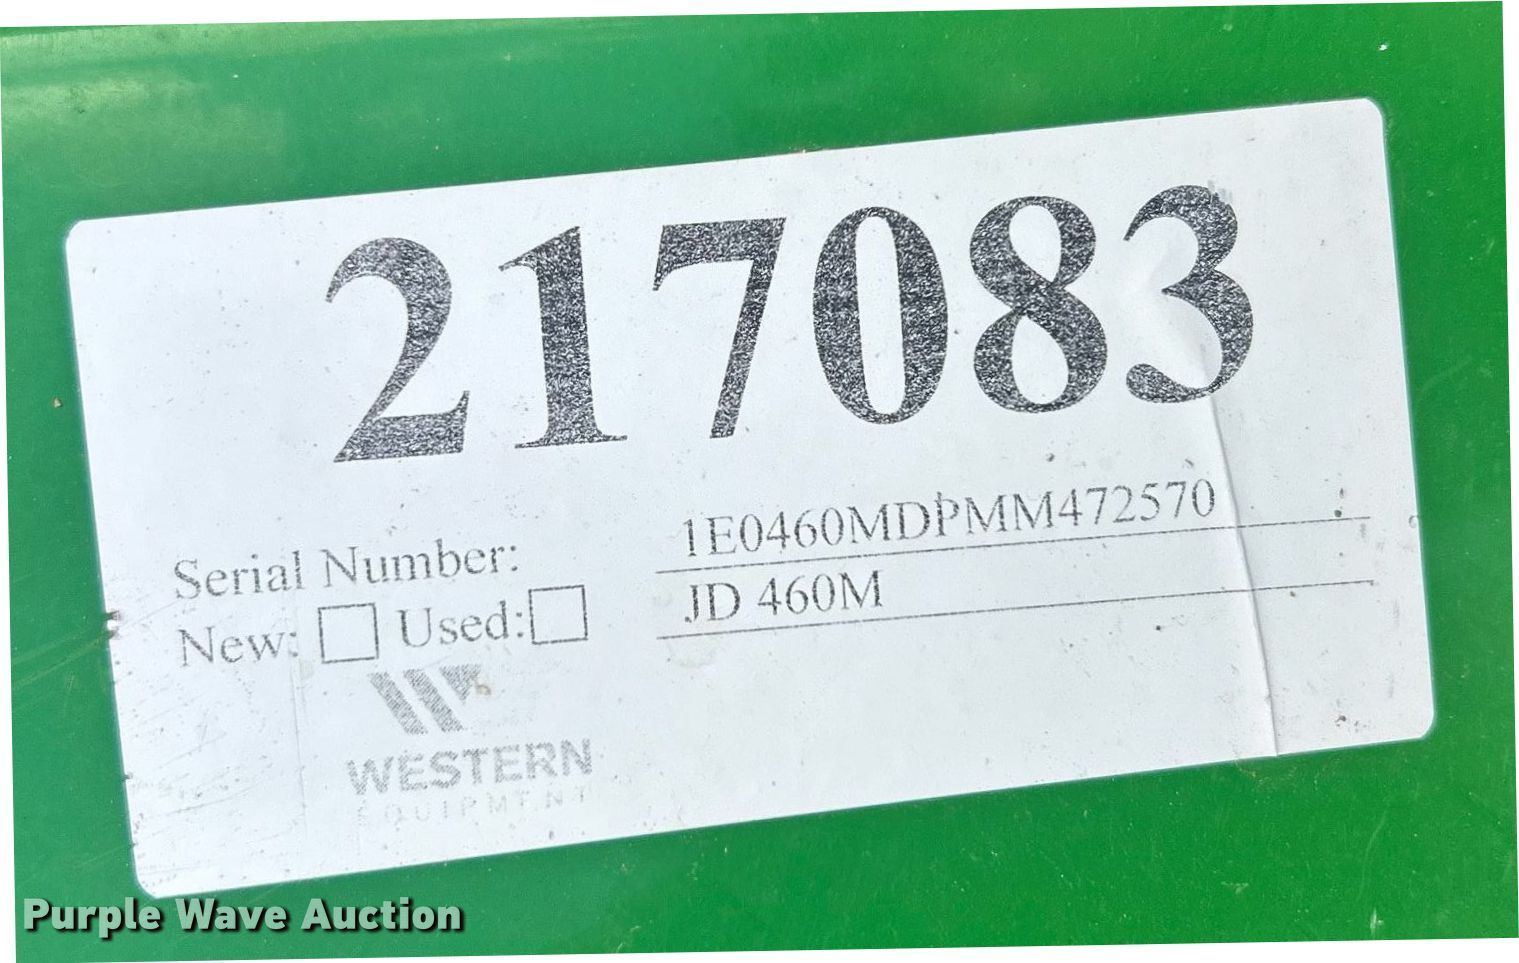 217083
Serial Number: 1E0460MDPMM472570
New: Used: JD 460M
WESTERN
EQUIPMENT
Purple Wave Auction